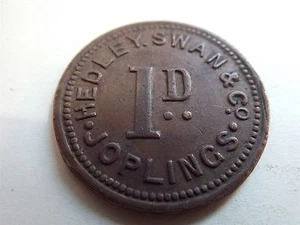 HEDLEY. SWAN & Co.
1D
JOPLINGS